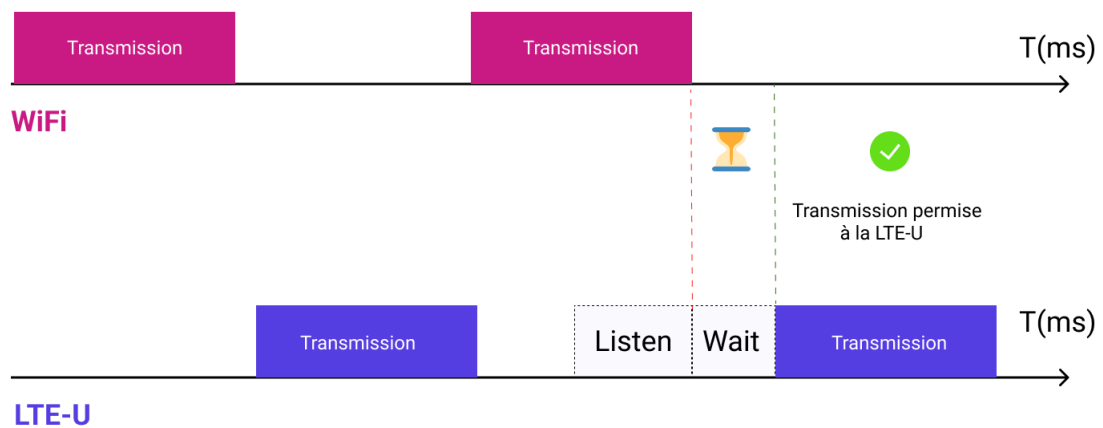 Transmission
Transmission
T(ms)
WiFi
Transmission permise
à la LTE-U
Transmission
Listen
Wait
Transmission
T(ms)
LTE-U